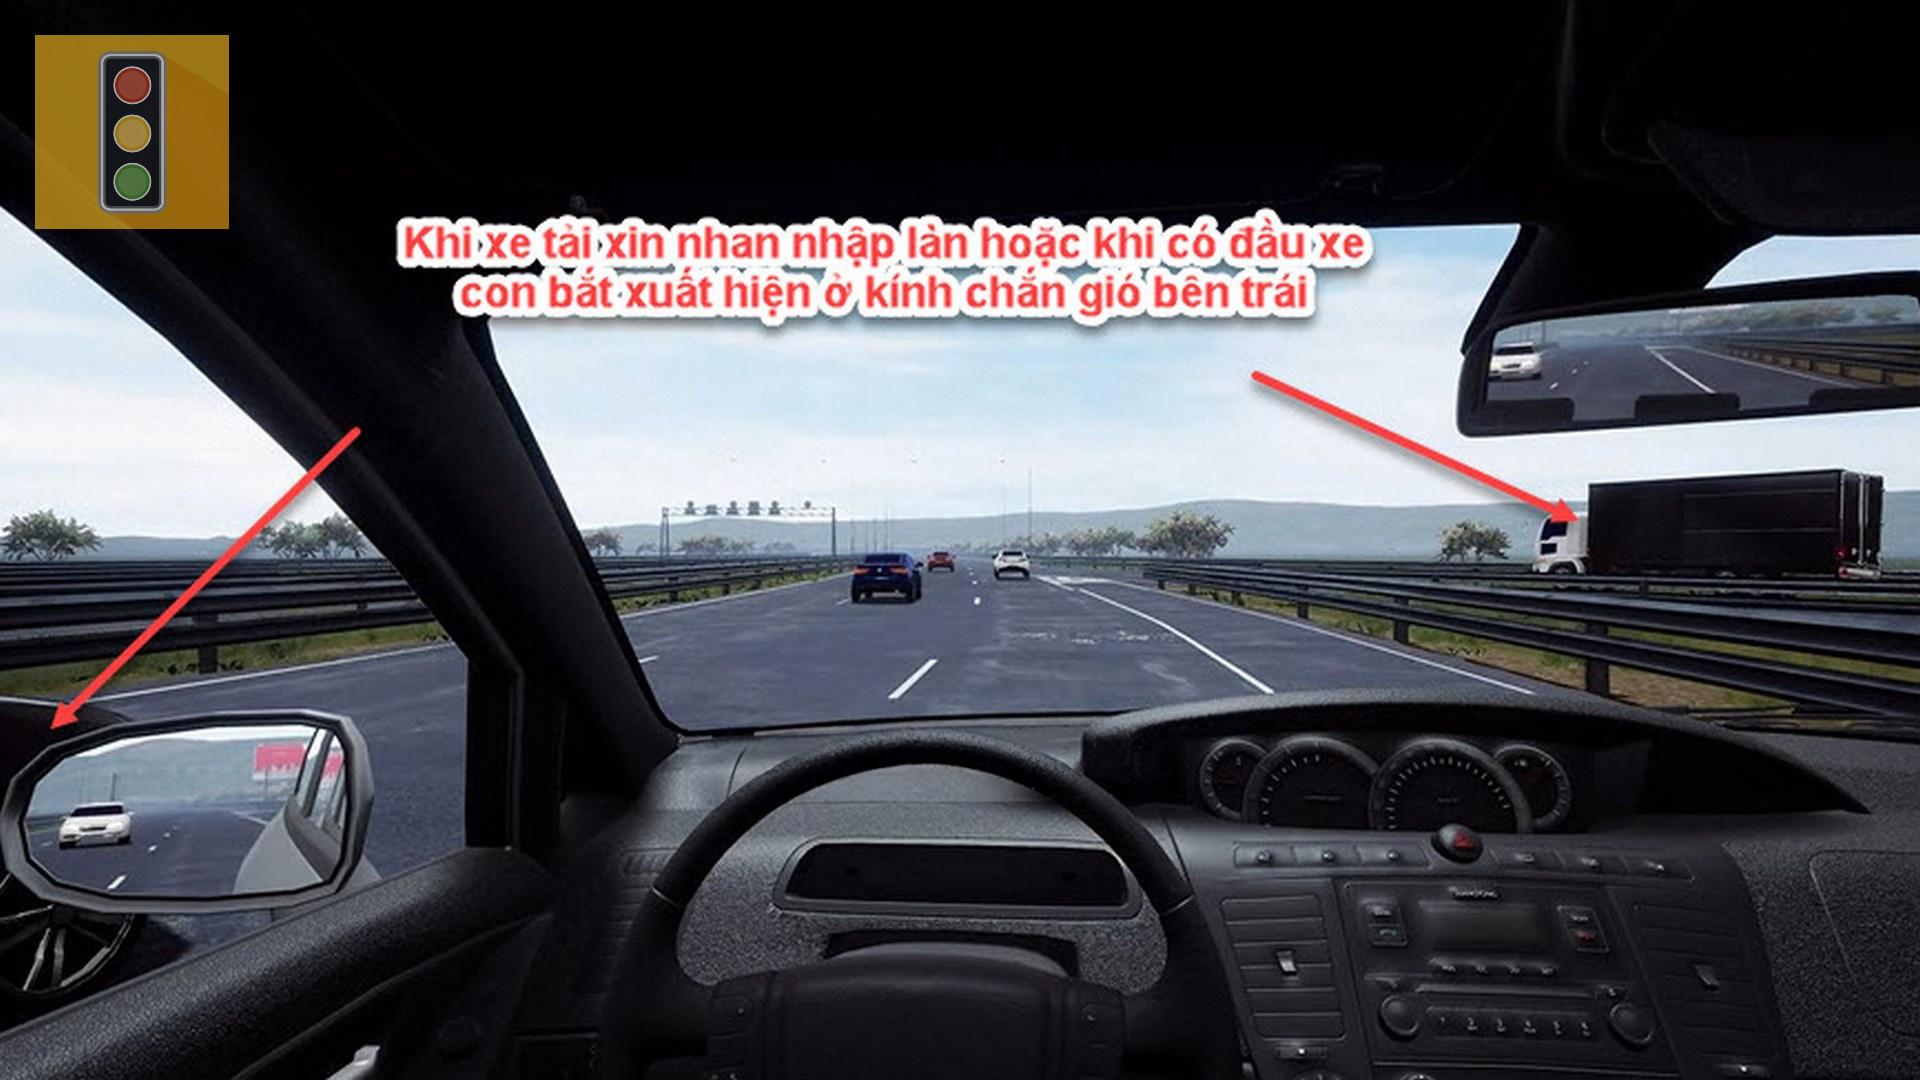 Khi xe tải xin nhan nhập làn hoặc khi có đầu xe
con bắt xuất hiện ở kính chắn gió bên trái